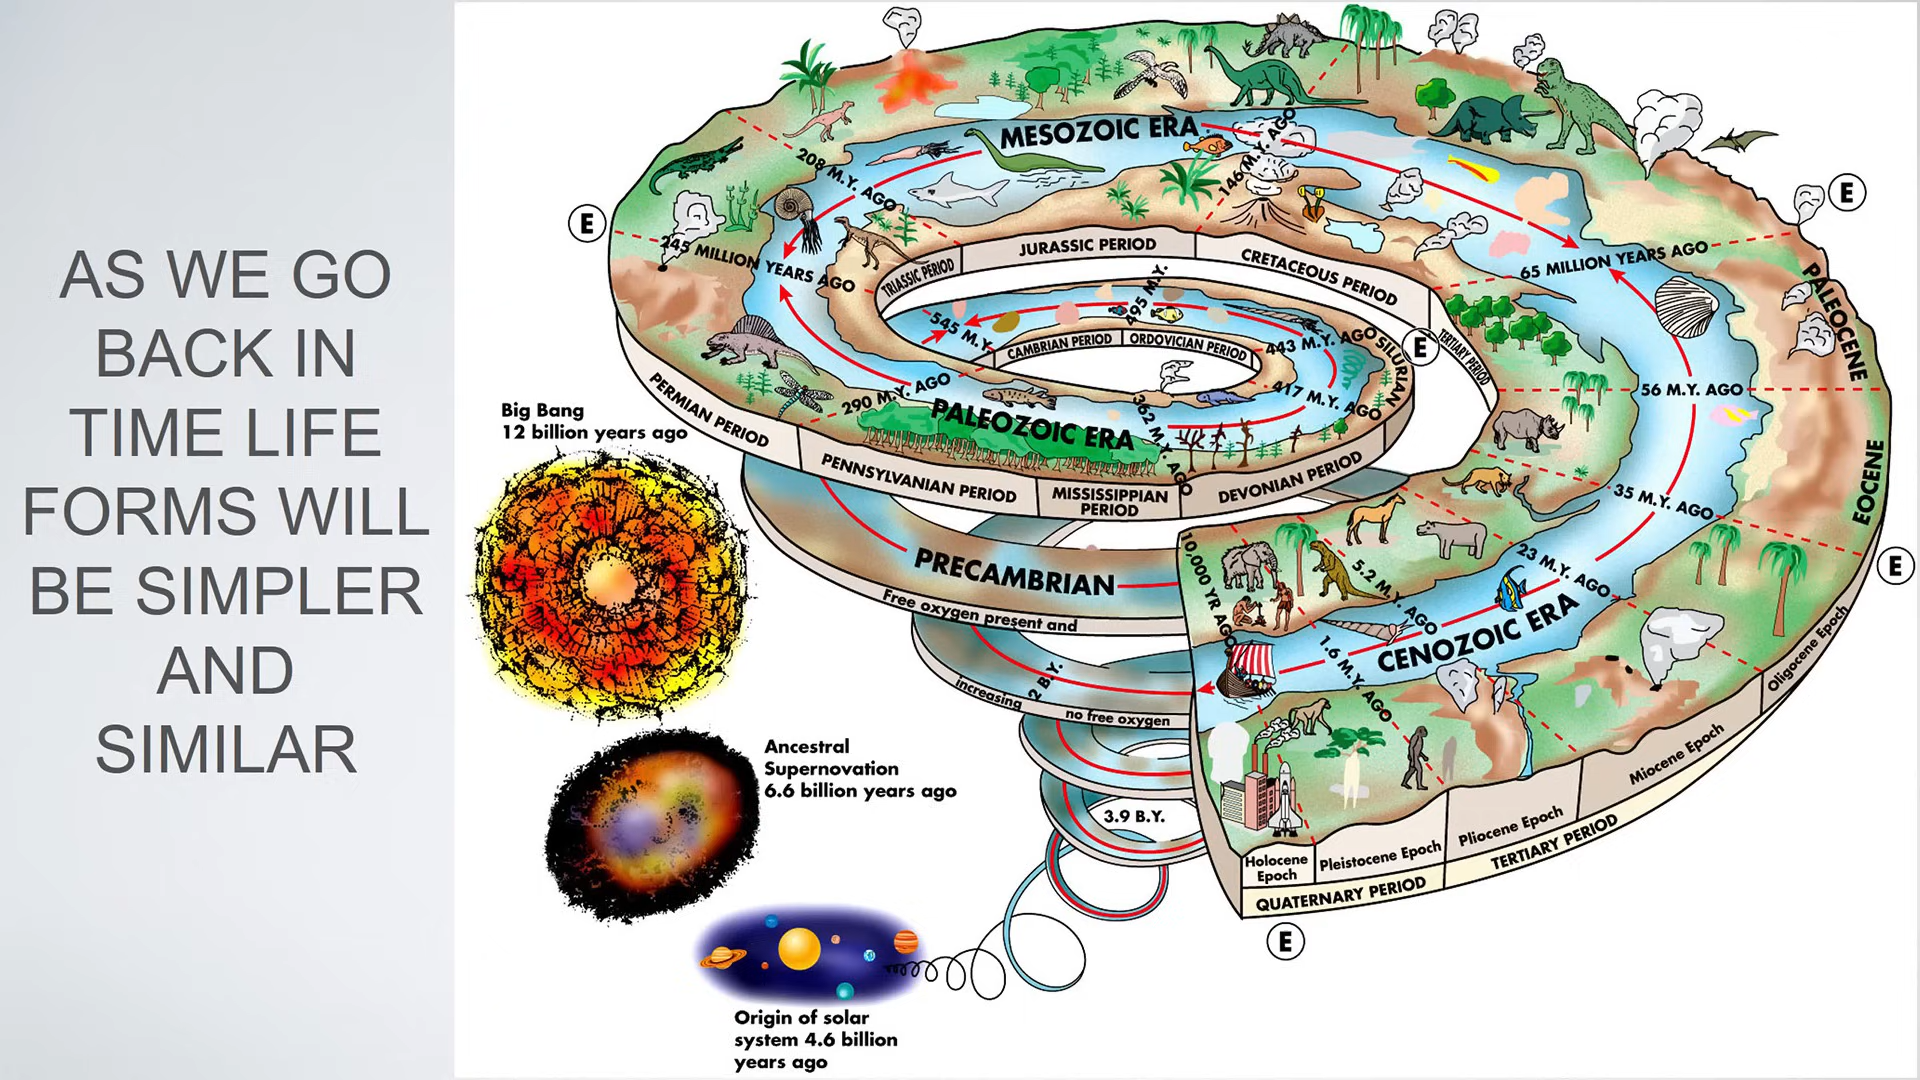 AS WE GO
BACK IN
TIME LIFE
FORMS WILL
BE SIMPLER
AND
SIMILAR
MESOZOIC ERA
208 M.Y. AGO
146 M.Y. AGO
E
E
245 MILLION YEARS AGO
65 MILLION YEARS AGO
TRIASSIC PERIOD
JURASSIC PERIOD
CRETACEOUS PERIOD
PALEOCENE
495 M.Y.
545 M.Y.
CAMBRIAN PERIOD
ORDOVICIAN PERIOD
443 M.Y. AGO
SILURIAN
E
TERTIARY PERIOD
417 M.Y. AGO
56 M.Y. AGO
290 M.Y. AGO
PALEOZOIC ERA
362 M.Y. AGO
PERMIAN PERIOD
PENNSYLVANIAN PERIOD
MISSISSIPPIAN
PERIOD
DEVONIAN PERIOD
EOCENE
35 M.Y. AGO
Big Bang
12 billion years ago
PRECAMBRIAN
Free oxygen present and
10,000 YR AGO
5.2 M.Y. AGO
23 M.Y. AGO
E
CENOZOIC ERA
1.6 M.Y. AGO
increasing
2 B.Y.
no free oxygen
Oligocene Epoch
Miocene Epoch
Ancestral
Supernovation
6.6 billion years ago
3.9 B.Y.
Holocene
Epoch
Pleistocene Epoch
Pliocene Epoch
QUATERNARY PERIOD
TERTIARY PERIOD
E
Origin of solar
system 4.6 billion
years ago